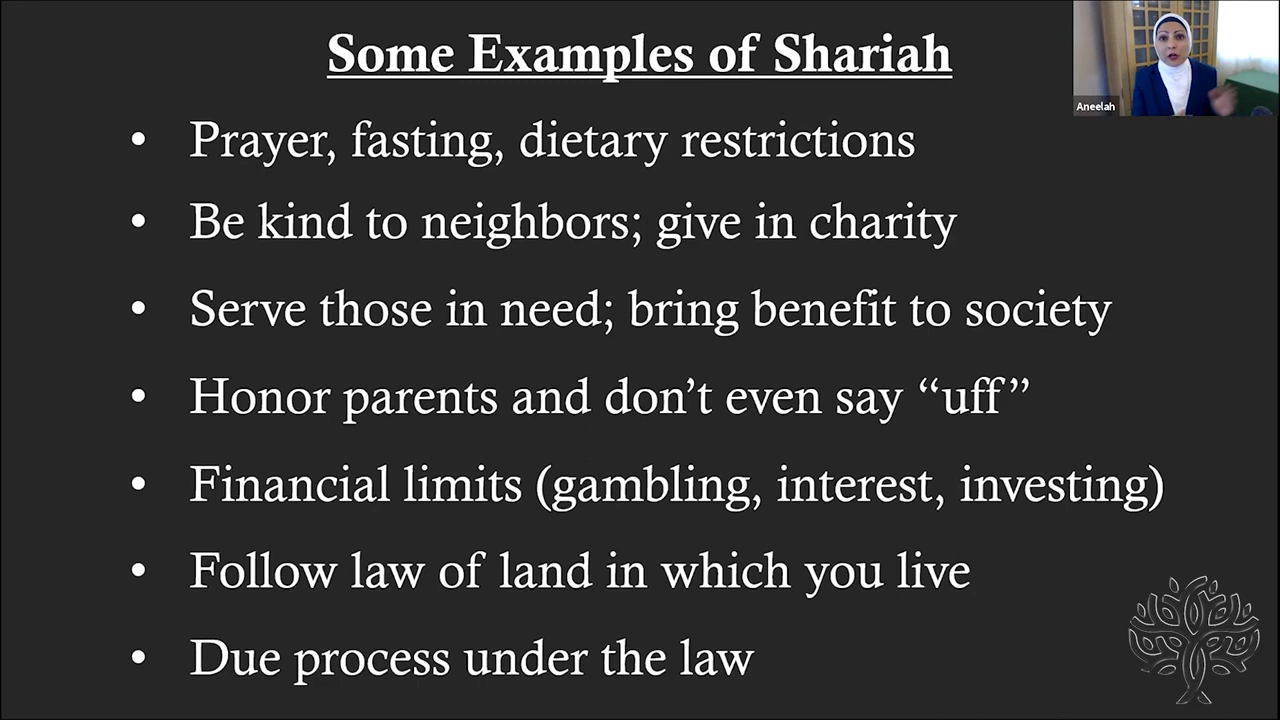 Some Examples of Shariah
Aneelah
• Prayer, fasting, dietary restrictions
• Be kind to neighbors; give in charity
• Serve those in need; bring benefit to society
• Honor parents and don’t even say “uff”
• Financial limits (gambling, interest, investing)
• Follow law of land in which you live
• Due process under the law